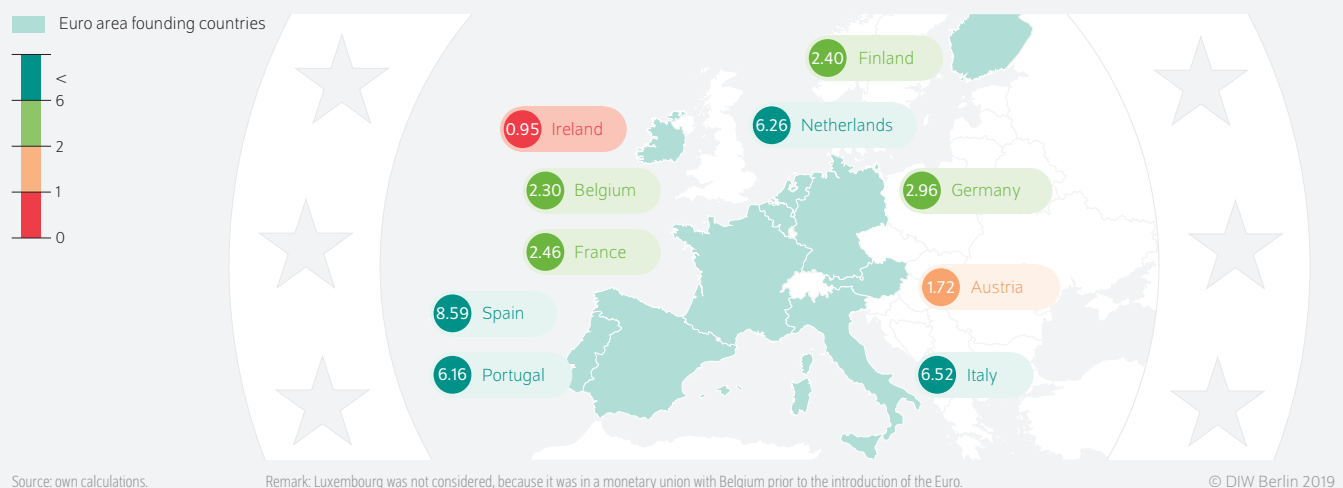 Euro area founding countries
<
6
2
1
0
2.40 Finland
0.95 Ireland
6.26 Netherlands
2.30 Belgium
2.96 Germany
2.46 France
1.72 Austria
8.59 Spain
6.16 Portugal
6.52 Italy
Source: own calculations.
Remark: Luxembourg was not considered, because it was in a monetary union with Belgium prior to the introduction of the Euro.
© DIW Berlin 2019